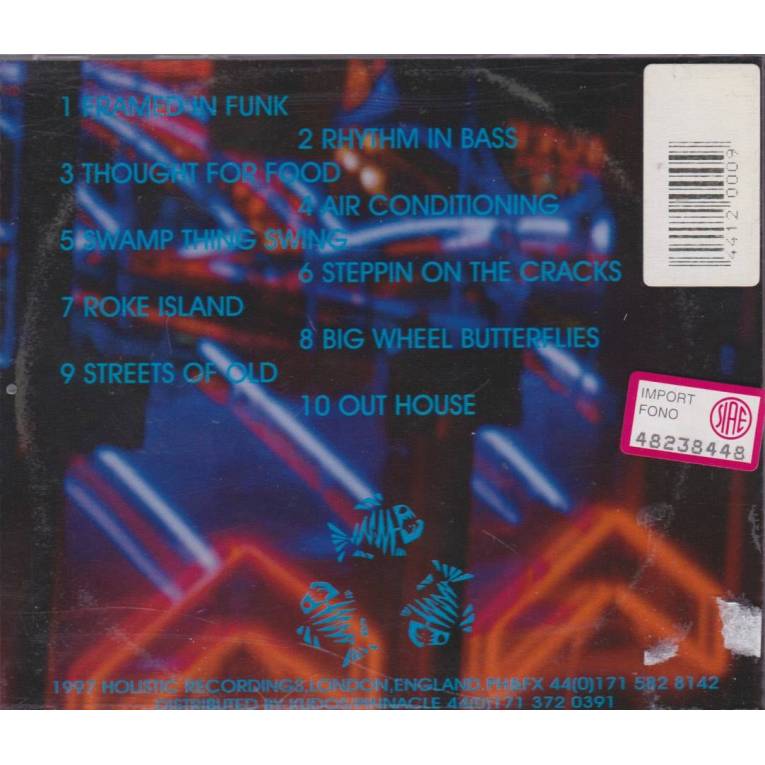 1 FRAMED IN FUNK
2 RHYTHM IN BASS
3 THOUGHT FOR FOOD
4 AIR CONDITIONING
5 SWAMP THING SWING
6 STEPPIN ON THE CRACKS
7 ROKE ISLAND
8 BIG WHEEL BUTTERFLIES
9 STREETS OF OLD
10 OUT HOUSE
4412 0009
IMPORT
FONO
SIAE
48238448
1997 HOLISTIC RECORDINGS,LONDON,ENGLAND.PH&FX 44(0)171 582 8142
DISTRIBUTED BY KUDOS/PINNACLE 44(0)171 372 0391